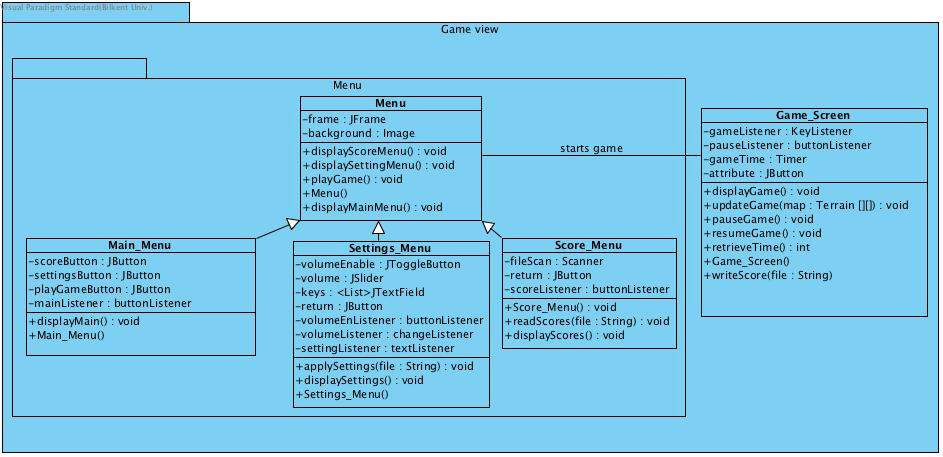 Visual Paradigm Standard(Bilkent Univ.)
Game view
Menu
Menu
-frame : JFrame
-background : Image
+displayScoreMenu() : void
+displaySettingMenu() : void
+playGame() : void
+Menu()
+displayMainMenu() : void
starts game
Game_Screen
-gameListener : KeyListener
-pauseListener : buttonListener
-gameTime : Timer
-attribute : JButton
+displayGame() : void
+updateGame(map : Terrain [][]) : void
+pauseGame() : void
+resumeGame() : void
+retrieveTime() : int
+Game_Screen()
+writeScore(file : String)
Main_Menu
-scoreButton : JButton
-settingsButton : JButton
-playGameButton : JButton
-mainListener : buttonListener
+displayMain() : void
+Main_Menu()
Settings_Menu
-volumeEnable : JToggleButton
-volume : JSlider
-keys : <List>JTextField
-return : JButton
-volumeEnListener : buttonListener
-volumeListener : changeListener
-settingListener : textListener
+applySettings(file : String) : void
+displaySettings() : void
+Settings_Menu()
Score_Menu
-fileScan : Scanner
-return : JButton
-scoreListener : buttonListener
+Score_Menu() : void
+readScores(file : String) : void
+displayScores() : void